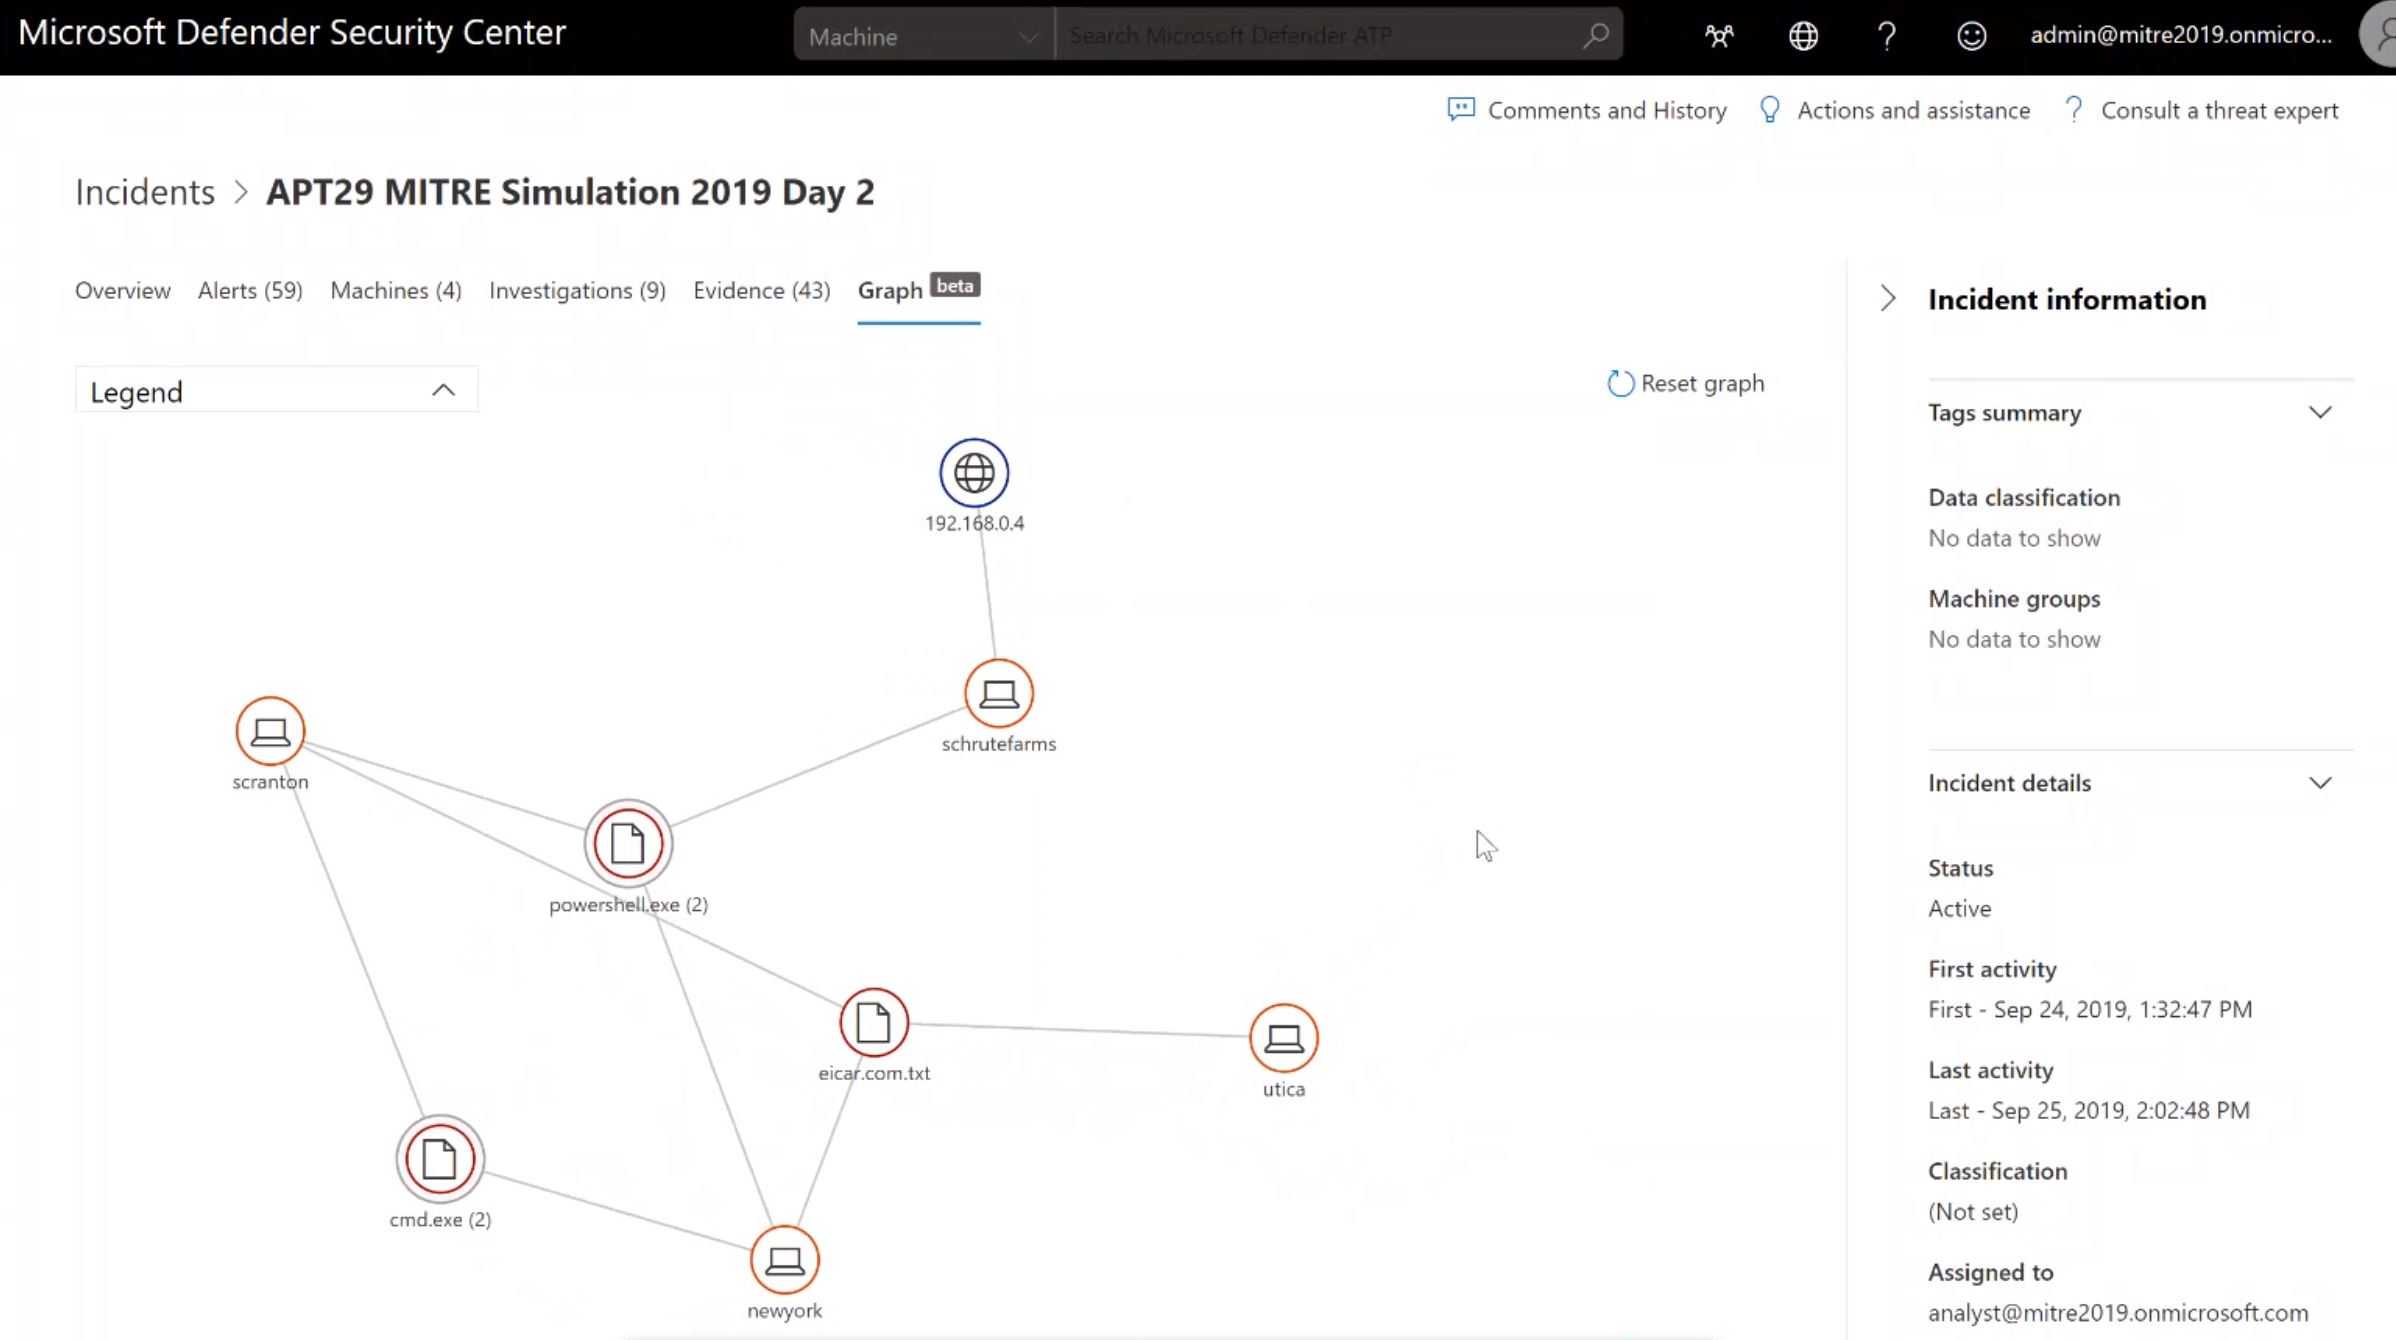 Microsoft Defender Security Center
Machine
Search Microsoft Defender ATP
admin@mitre2019.onmicro...
Comments and History
Actions and assistance
Consult a threat expert
Incidents > APT29 MITRE Simulation 2019 Day 2
Overview
Alerts (59)
Machines (4)
Investigations (9)
Evidence (43)
Graph beta
Legend
Reset graph
192.168.0.4
schrutefarms
scranton
powershell.exe (2)
eicar.com.txt
utica
cmd.exe (2)
newyork
Incident information
Tags summary
Data classification
No data to show
Machine groups
No data to show
Incident details
Status
Active
First activity
First - Sep 24, 2019, 1:32:47 PM
Last activity
Last - Sep 25, 2019, 2:02:48 PM
Classification
(Not set)
Assigned to
analyst@mitre2019.onmicrosoft.com